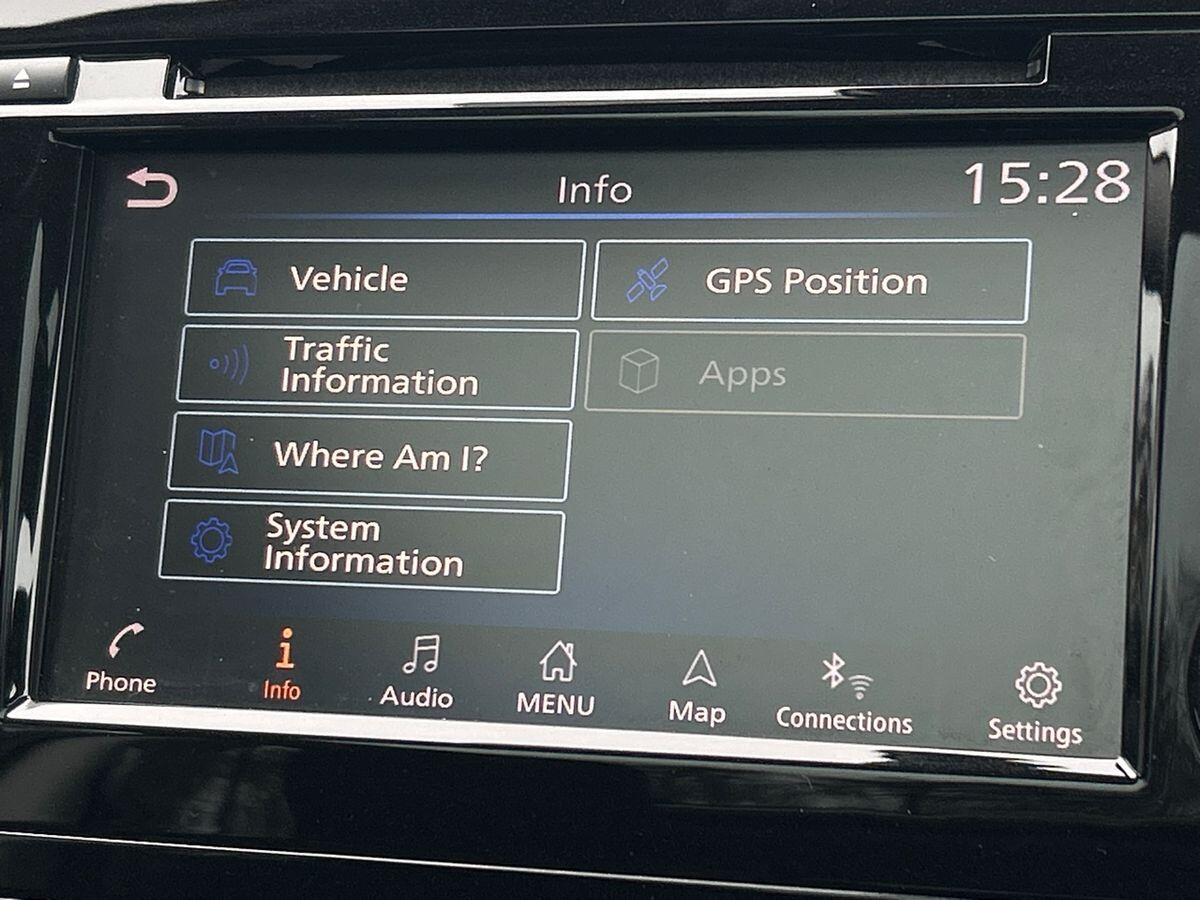 Info
15:28
Vehicle
GPS Position
Traffic
Information
Apps
Where Am I?
System
Information
Phone
Info
Audio
MENU
Map
Connections
Settings